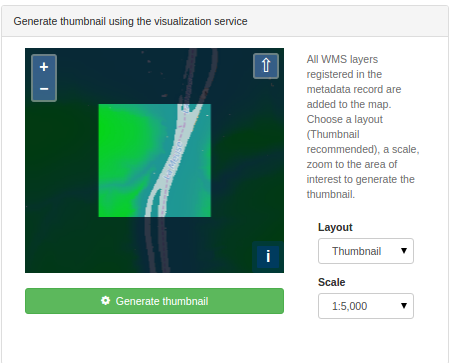 Generate thumbnail using the visualization service
+
−
⇧
i
All WMS layers
registered in the
metadata record are
added to the map.
Choose a layout
(Thumbnail
recommended), a scale,
zoom to the area of
interest to generate the
thumbnail.
Layout
Thumbnail
Scale
1:5,000
Generate thumbnail